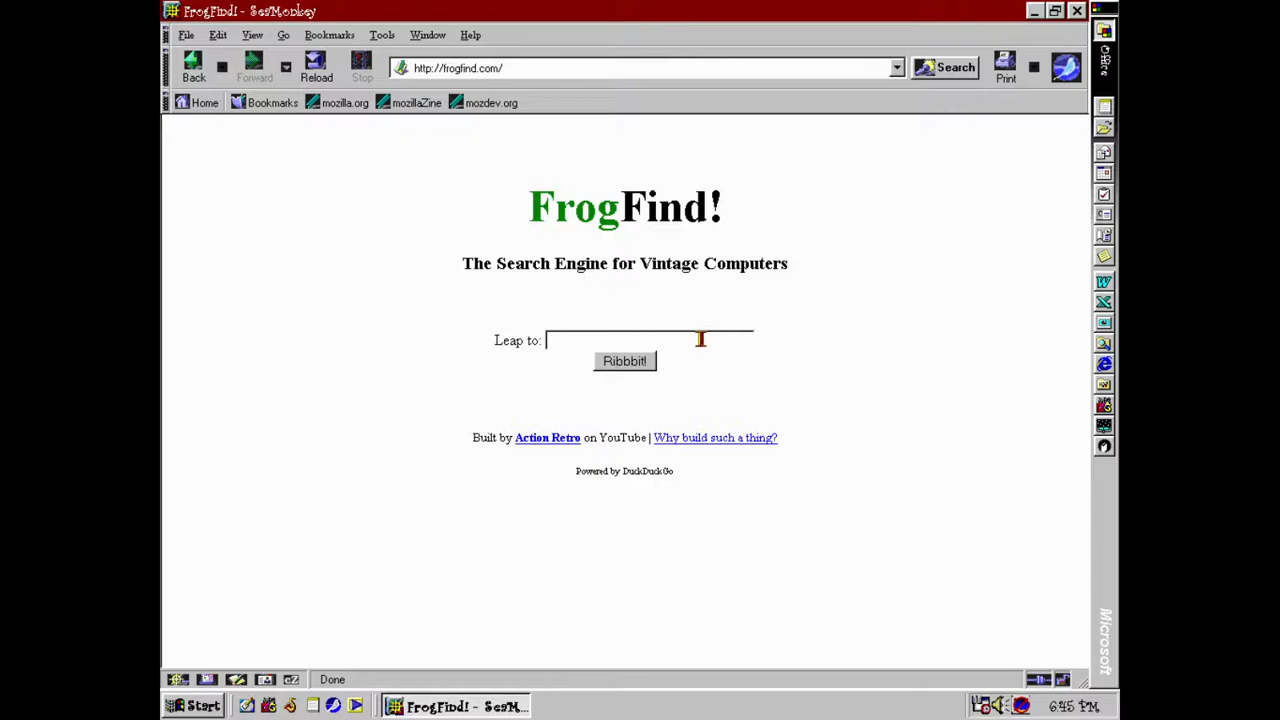 FrogFind! - SeaMonkey
File Edit View Go Bookmarks Tools Window Help
Back Forward Reload Stop http://frogfind.com/ Search Print
Home Bookmarks mozilla.org mozillaZine mozdev.org
FrogFind!
The Search Engine for Vintage Computers
Leap to:
Ribbbit!
Built by Action Retro on YouTube | Why build such a thing?
Powered by DuckDuckGo
Done
Start FrogFind! - SeaM... 6:45 PM
Office
Microsoft